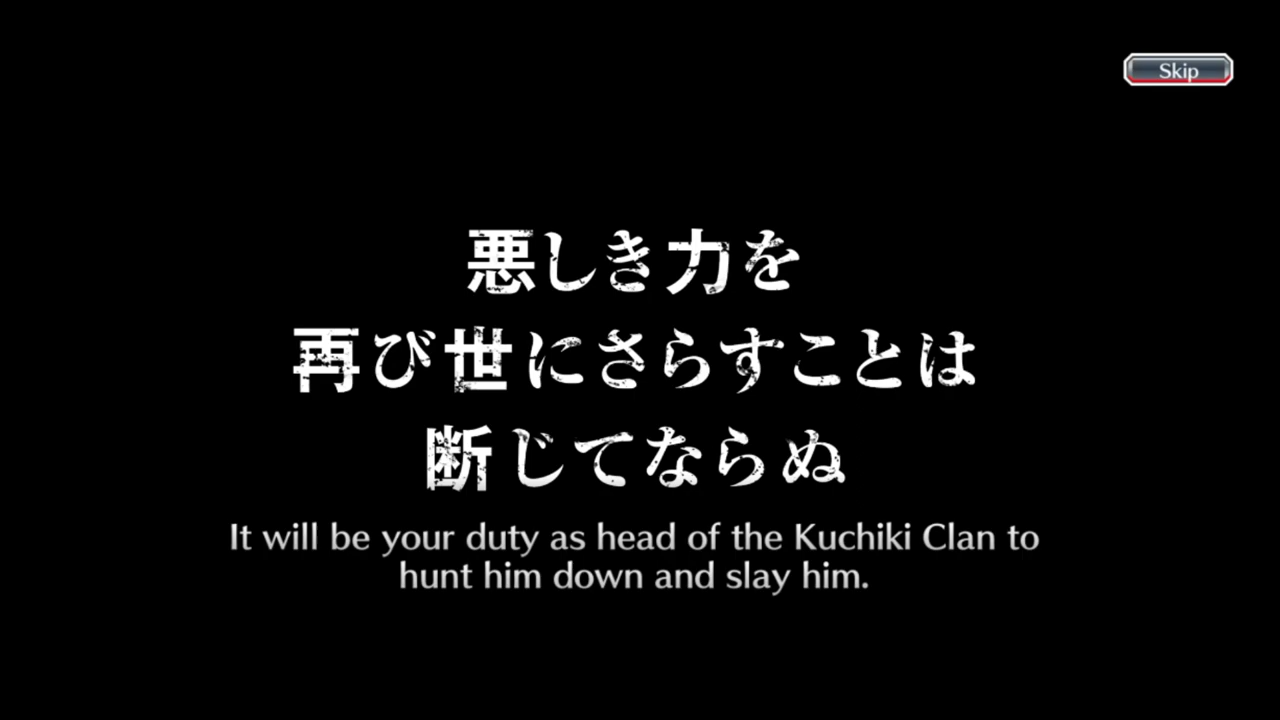 Skip
悪しき力を
再び世にさらすことは
断じてならぬ
It will be your duty as head of the Kuchiki Clan to
hunt him down and slay him.